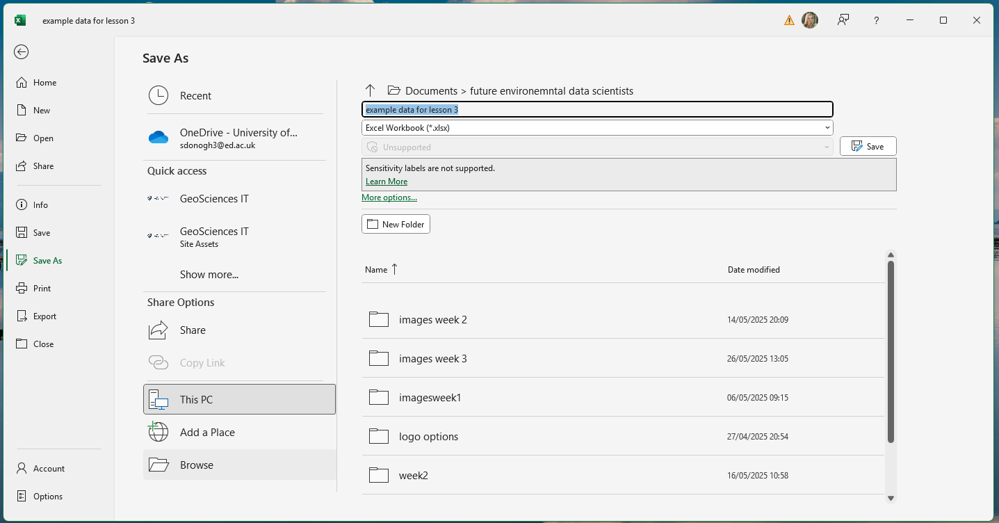 example data for lesson 3
?
Home
New
Open
Share
Info
Save
Save As
Print
Export
Close
Account
Options
Save As
Recent
OneDrive - University of...
sdonogh3@ed.ac.uk
Quick access
GeoSciences IT
GeoSciences IT
Site Assets
Show more...
Share Options
Share
Copy Link
This PC
Add a Place
Browse
Documents > future environemntal data scientists
example data for lesson 3
Excel Workbook (*.xlsx)
Unsupported
Save
Sensitivity labels are not supported.
Learn More
More options...
New Folder
Name Date modified
images week 2 14/05/2025 20:09
images week 3 26/05/2025 13:05
imagesweek1 06/05/2025 09:15
logo options 27/04/2025 20:54
week2 16/05/2025 10:58